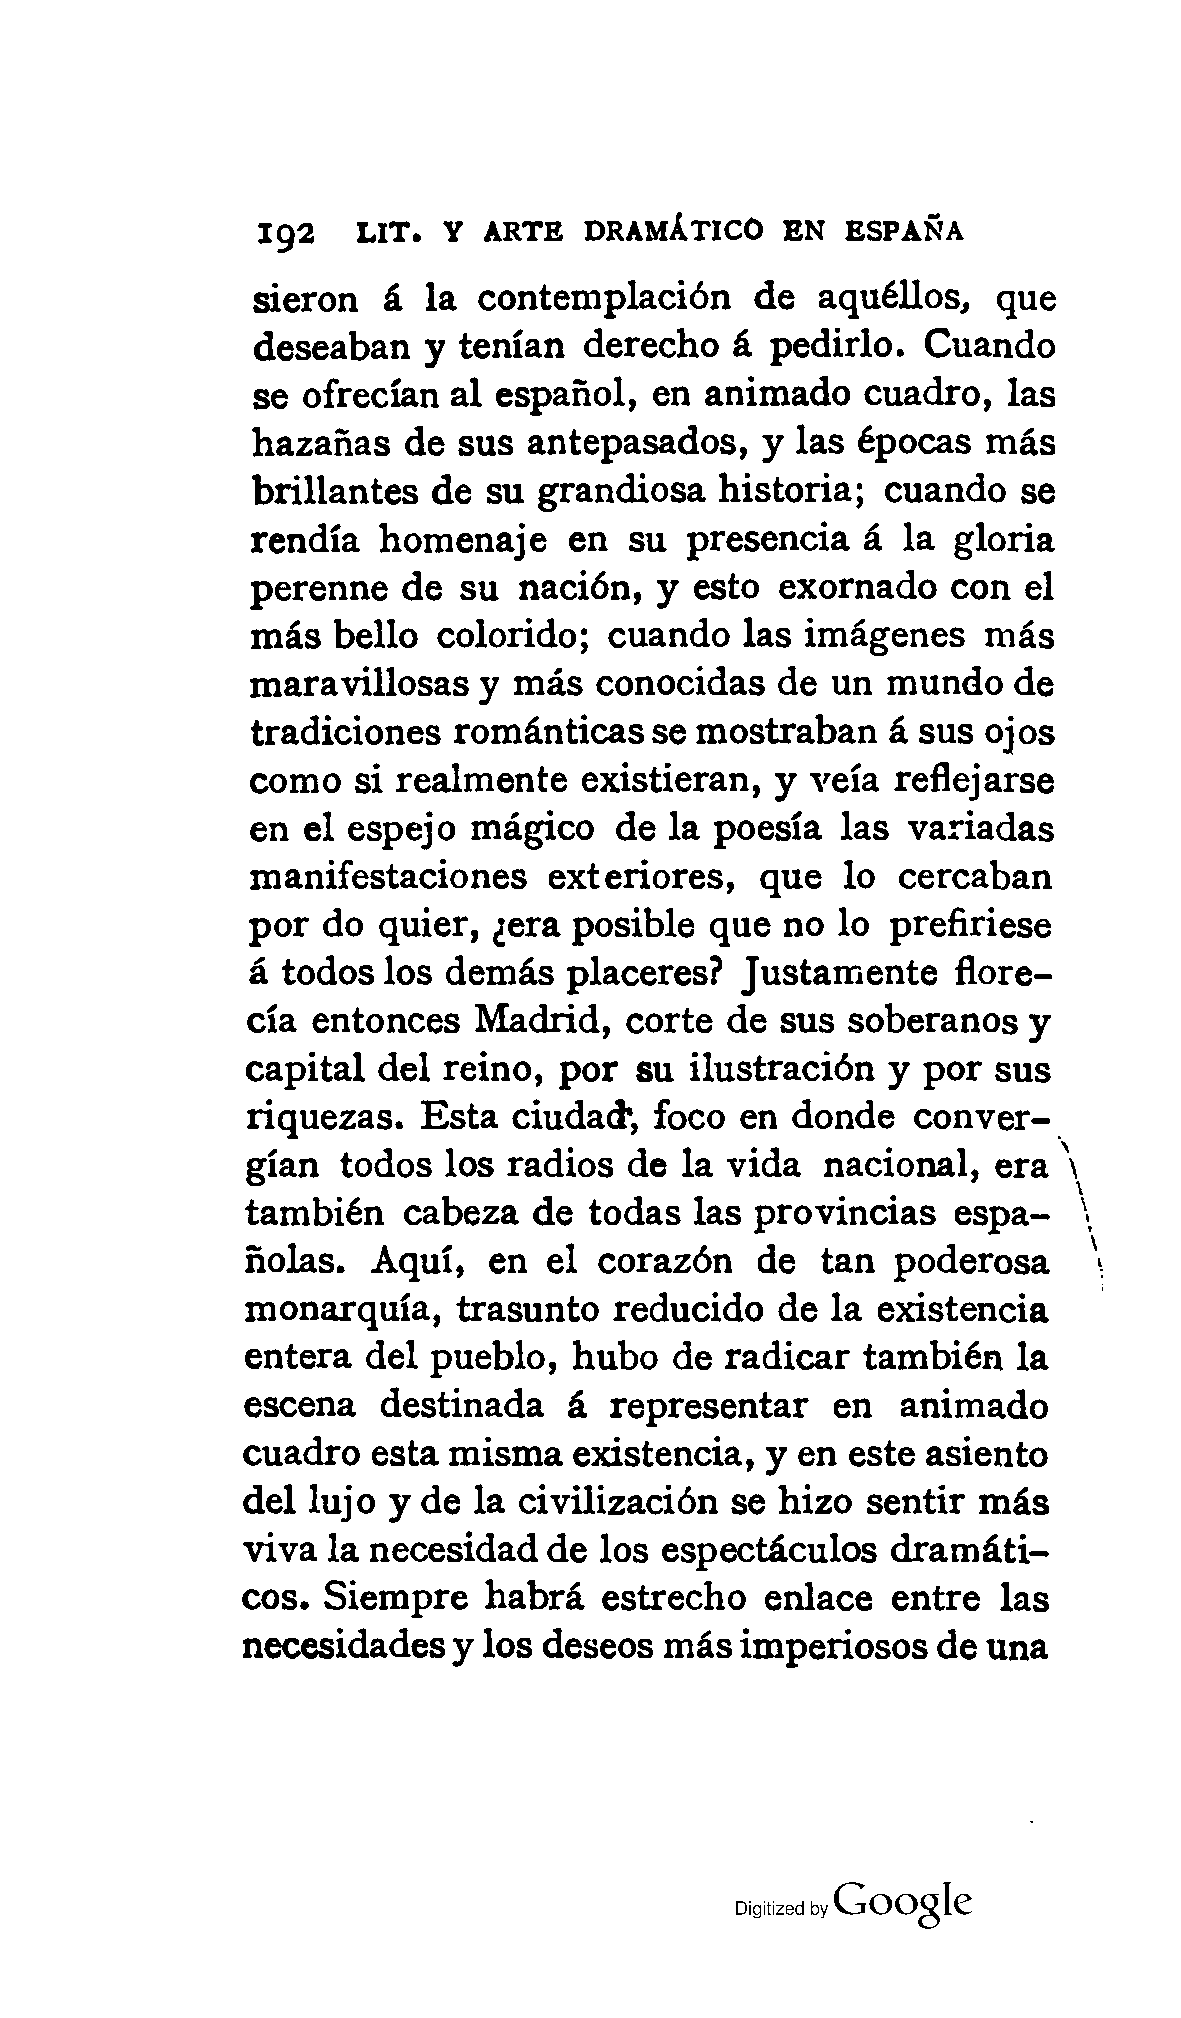 192 LIT. Y ARTE DRAMÁTICO EN ESPAÑA
sieron á la contemplación de aquéllos, que
deseaban y tenían derecho á pedirlo. Cuando
se ofrecían al español, en animado cuadro, las
hazañas de sus antepasados, y las épocas más
brillantes de su grandiosa historia; cuando se
rendía homenaje en su presencia á la gloria
perenne de su nación, y esto exornado con el
más bello colorido; cuando las imágenes más
maravillosas y más conocidas de un mundo de
tradiciones románticas se mostraban á sus ojos
como si realmente existieran, y veía reflejarse
en el espejo mágico de la poesía las variadas
manifestaciones exteriores, que lo cercaban
por do quier, ¿era posible que no lo prefiriese
á todos los demás placeres? Justamente flore-
cía entonces Madrid, corte de sus soberanos y
capital del reino, por su ilustración y por sus
riquezas. Esta ciudad, foco en donde conver-
gían todos los radios de la vida nacional, era
también cabeza de todas las provincias espa-
ñolas. Aquí, en el corazón de tan poderosa
monarquía, trasunto reducido de la existencia
entera del pueblo, hubo de radicar también la
escena destinada á representar en animado
cuadro esta misma existencia, y en este asiento
del lujo y de la civilización se hizo sentir más
viva la necesidad de los espectáculos dramáti-
cos. Siempre habrá estrecho enlace entre las
necesidades y los deseos más imperiosos de una
Digitized by Google